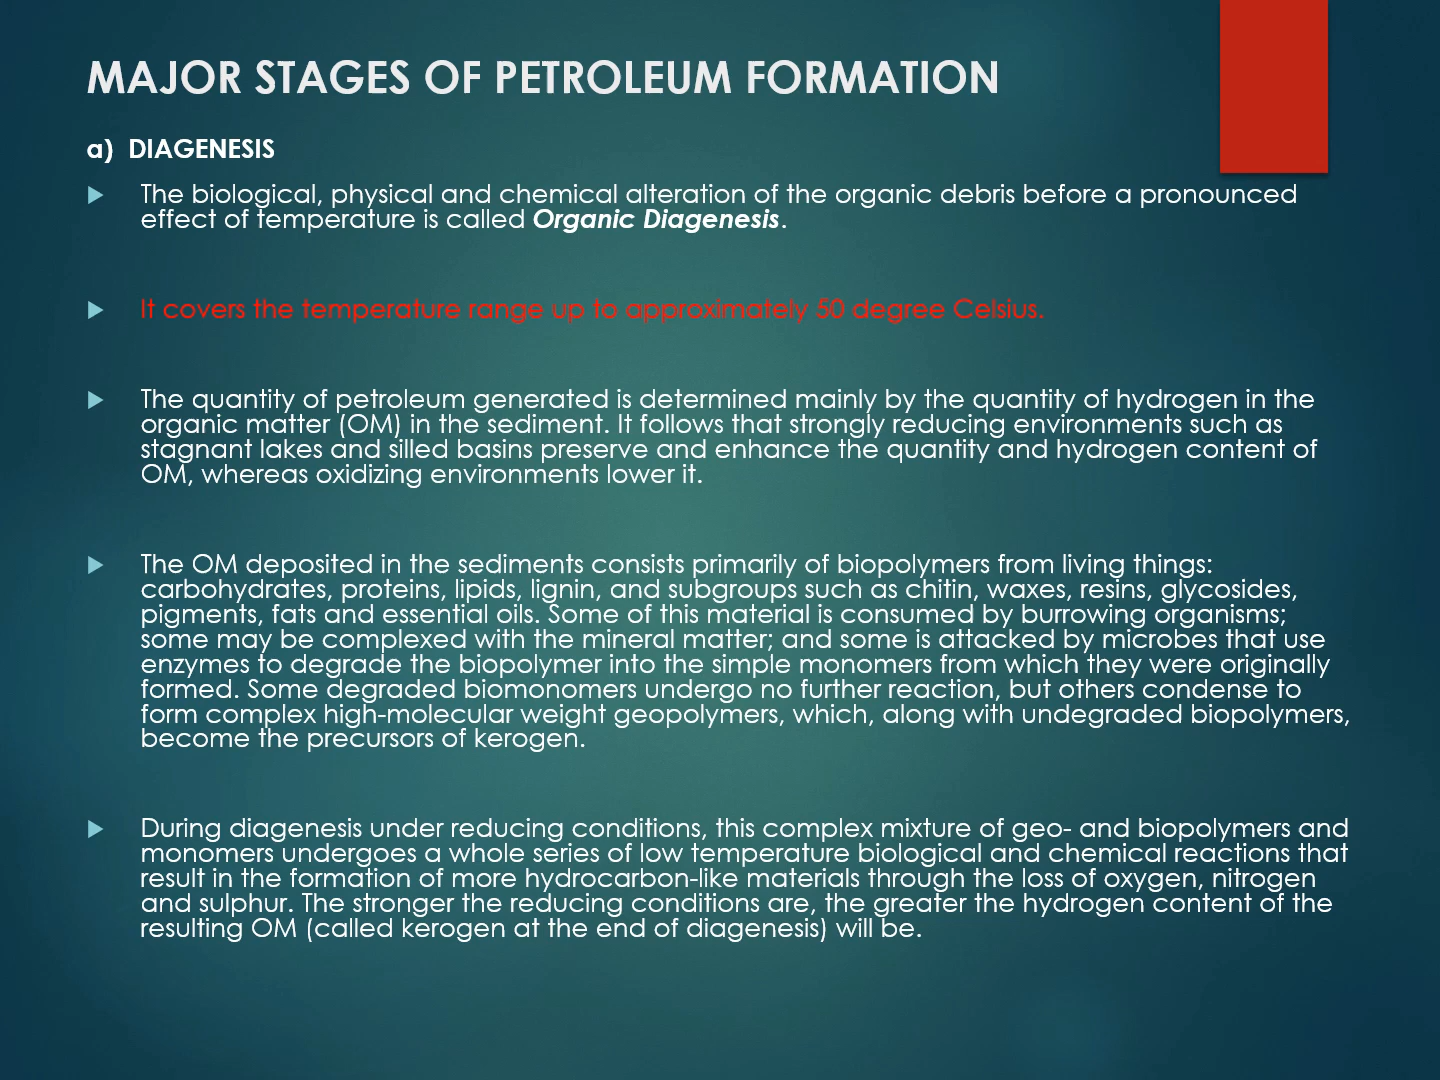 MAJOR STAGES OF PETROLEUM FORMATION
a) DIAGENESIS
The biological, physical and chemical alteration of the organic debris before a pronounced
effect of temperature is called Organic Diagenesis.
It covers the temperature range up to approximately 50 degree Celsius.
The quantity of petroleum generated is determined mainly by the quantity of hydrogen in the
organic matter (OM) in the sediment. It follows that strongly reducing environments such as
stagnant lakes and silled basins preserve and enhance the quantity and hydrogen content of
OM, whereas oxidizing environments lower it.
The OM deposited in the sediments consists primarily of biopolymers from living things:
carbohydrates, proteins, lipids, lignin, and subgroups such as chitin, waxes, resins, glycosides,
pigments, fats and essential oils. Some of this material is consumed by burrowing organisms;
some may be complexed with the mineral matter; and some is attacked by microbes that use
enzymes to degrade the biopolymer into the simple monomers from which they were originally
formed. Some degraded biomonomers undergo no further reaction, but others condense to
form complex high-molecular weight geopolymers, which, along with undegraded biopolymers,
become the precursors of kerogen.
During diagenesis under reducing conditions, this complex mixture of geo- and biopolymers and
monomers undergoes a whole series of low temperature biological and chemical reactions that
result in the formation of more hydrocarbon-like materials through the loss of oxygen, nitrogen
and sulphur. The stronger the reducing conditions are, the greater the hydrogen content of the
resulting OM (called kerogen at the end of diagenesis) will be.